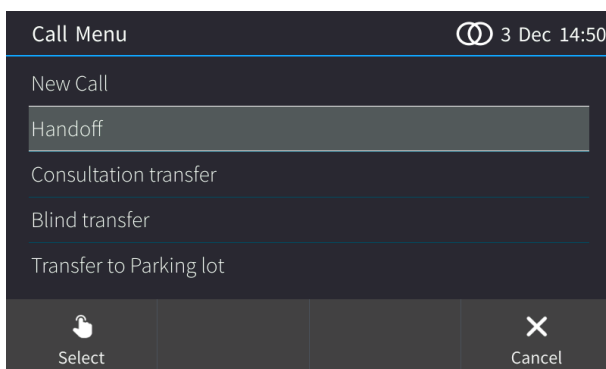 Call Menu
3 Dec 14:50
New Call
Handoff
Consultation transfer
Blind transfer
Transfer to Parking lot
Select
Cancel